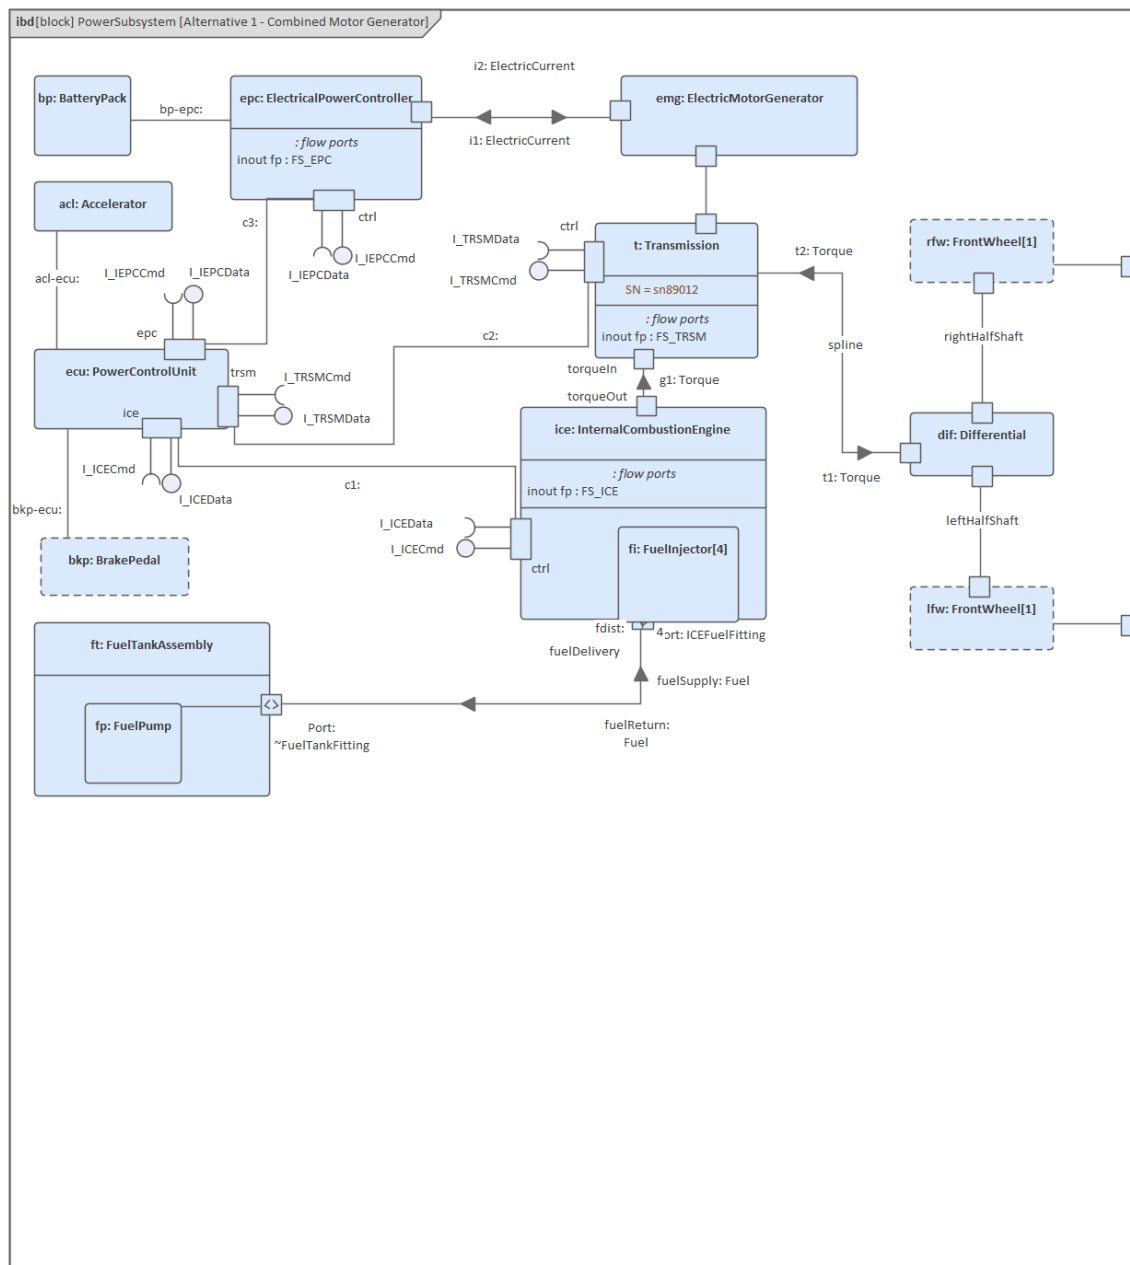 ibd [block] PowerSubsystem [Alternative 1 - Combined Motor Generator]
i2: ElectricCurrent
bp: BatteryPack
bp-epc:
epc: ElectricalPowerController
emg: ElectricMotorGenerator
i1: ElectricCurrent
: flow ports
inout fp : FS_EPC
acl: Accelerator
c3:
ctrl
I_IEPCCmd
I_IEPCData
I_TRSMData
I_TRSMCmd
ctrl
t: Transmission
SN = sn89012
: flow ports
inout fp : FS_TRSM
t2: Torque
rfw: FrontWheel[1]
acl-ecu:
I_IEPCCmd
I_IEPCData
epc
c2:
spline
rightHalfShaft
ecu: PowerControlUnit
trsm
I_TRSMCmd
I_TRSMData
ice
torqueIn
g1: Torque
torqueOut
ice: InternalCombustionEngine
dif: Differential
I_ICECmd
I_ICEData
c1:
: flow ports
inout fp : FS_ICE
t1: Torque
bkp-ecu:
I_ICEData
I_ICECmd
ctrl
leftHalfShaft
bkp: BrakePedal
fi: FuelInjector[4]
lfw: FrontWheel[1]
fdist:
4
ort: ICEFuelFitting
fuelDelivery
ft: FuelTankAssembly
fuelSupply: Fuel
fp: FuelPump
Port:
~FuelTankFitting
fuelReturn:
Fuel